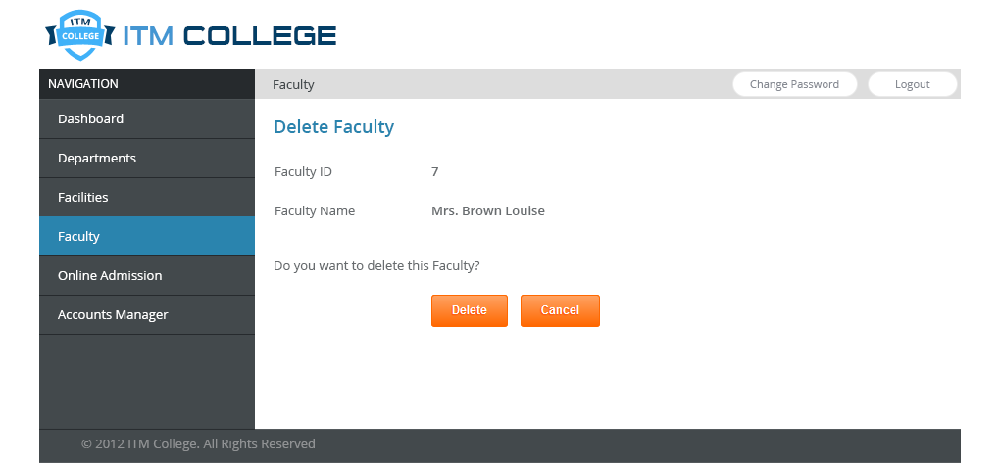 ITM
COLLEGE
ITM COLLEGE
NAVIGATION
Faculty
Change Password
Logout
Dashboard
Departments
Facilities
Faculty
Online Admission
Accounts Manager
Delete Faculty
Faculty ID 7
Faculty Name Mrs. Brown Louise
Do you want to delete this Faculty?
Delete Cancel
© 2012 ITM College. All Rights Reserved